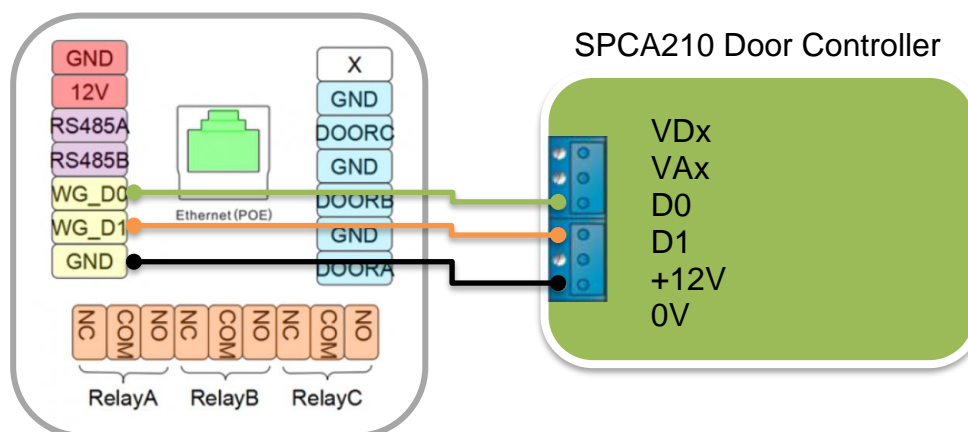 SPCA210 Door Controller
GND
12V
RS485A
RS485B
WG_D0
WG_D1
GND
Ethernet (POE)
X
GND
DOORC
GND
DOORB
GND
DOORA
NC
COM
NO
NC
COM
NO
NC
COM
NO
RelayA
RelayB
RelayC
VDx
VAx
D0
D1
+12V
0V